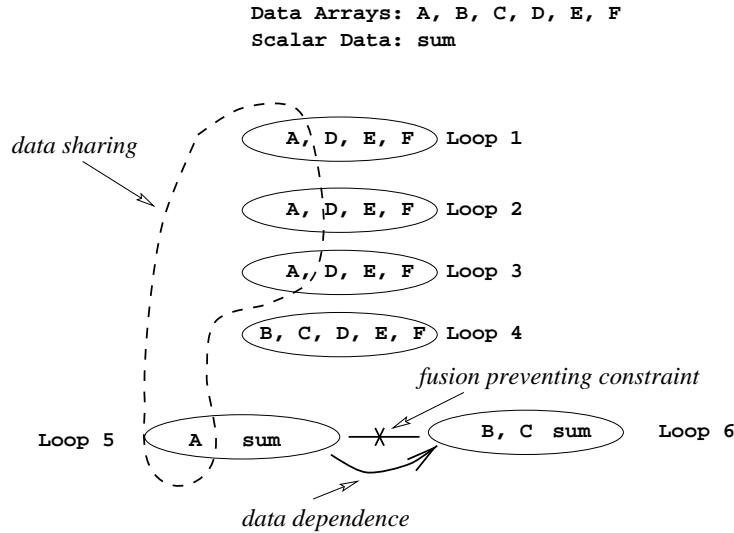 Data Arrays: A, B, C, D, E, F
Scalar Data: sum
data sharing
A, D, E, F Loop 1
A, D, E, F Loop 2
A, D, E, F Loop 3
B, C, D, E, F Loop 4
fusion preventing constraint
Loop 5 A sum B, C sum Loop 6
data dependence